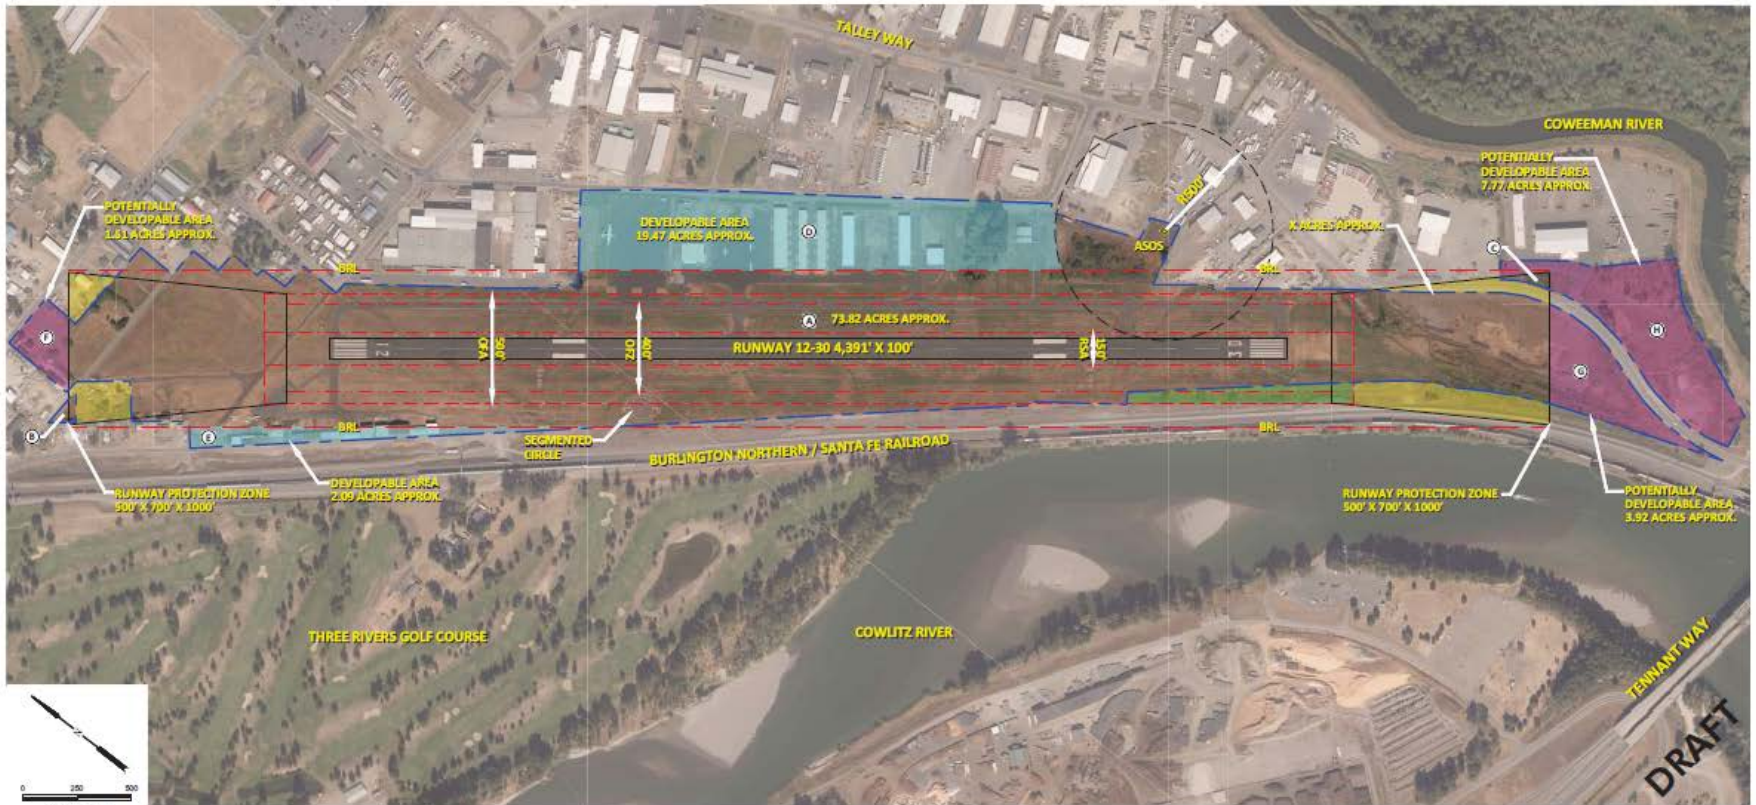 TALLEY WAY
COWEEMAN RIVER
POTENTIALLY
DEVELOPABLE AREA
7.77 ACRES APPROX.
R500'
POTENTIALLY
DEVELOPABLE AREA
1.51 ACRES APPROX.
DEVELOPABLE AREA
19.47 ACRES APPROX.
D
X ACRES APPROX.
ASOS
C
BRL
BRL
F
A
73.82 ACRES APPROX.
H
12
500'
OFA
400'
OFZ
RUNWAY 12-30 4,391' X 100'
150'
RSA
30
G
B
E
BRL
SEGMENTED
CIRCLE
BRL
BURLINGTON NORTHERN / SANTA FE RAILROAD
RUNWAY PROTECTION ZONE
500' X 700' X 1000'
DEVELOPABLE AREA
2.09 ACRES APPROX.
RUNWAY PROTECTION ZONE
500' X 700' X 1000'
POTENTIALLY
DEVELOPABLE AREA
3.92 ACRES APPROX.
THREE RIVERS GOLF COURSE
COWLITZ RIVER
TENNANT WAY
DRAFT
0 250 500